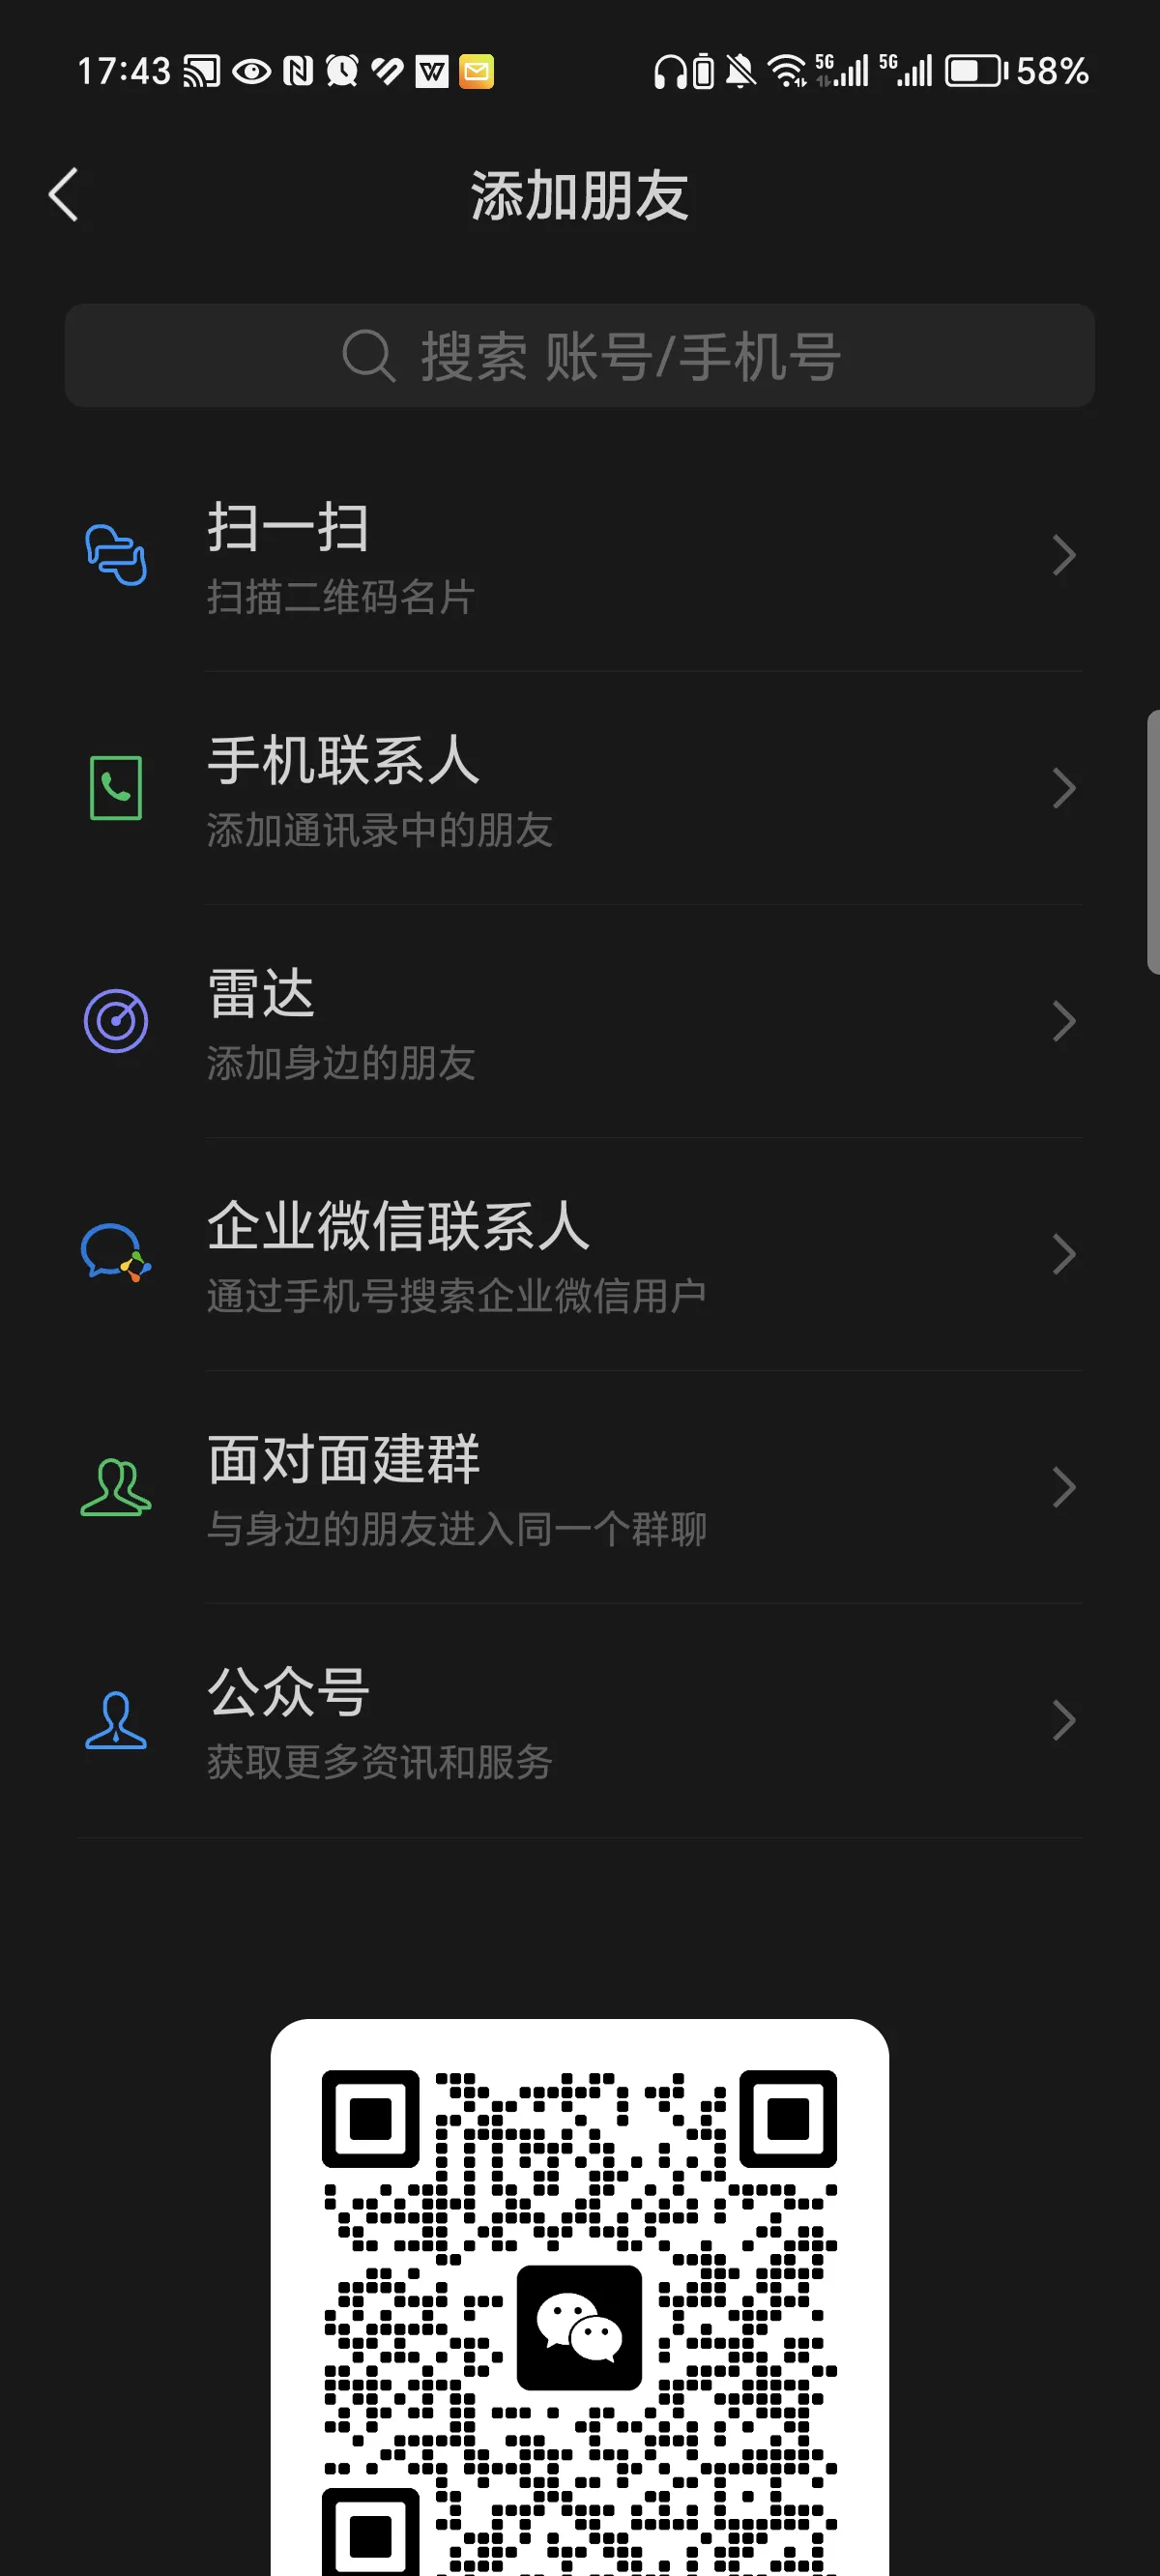 17:43 5G 5G 58%
添加朋友
搜索 账号/手机号
扫一扫
扫描二维码名片
手机联系人
添加通讯录中的朋友
雷达
添加身边的朋友
企业微信联系人
通过手机号搜索企业微信用户
面对面建群
与身边的朋友进入同一个群聊
公众号
获取更多资讯和服务